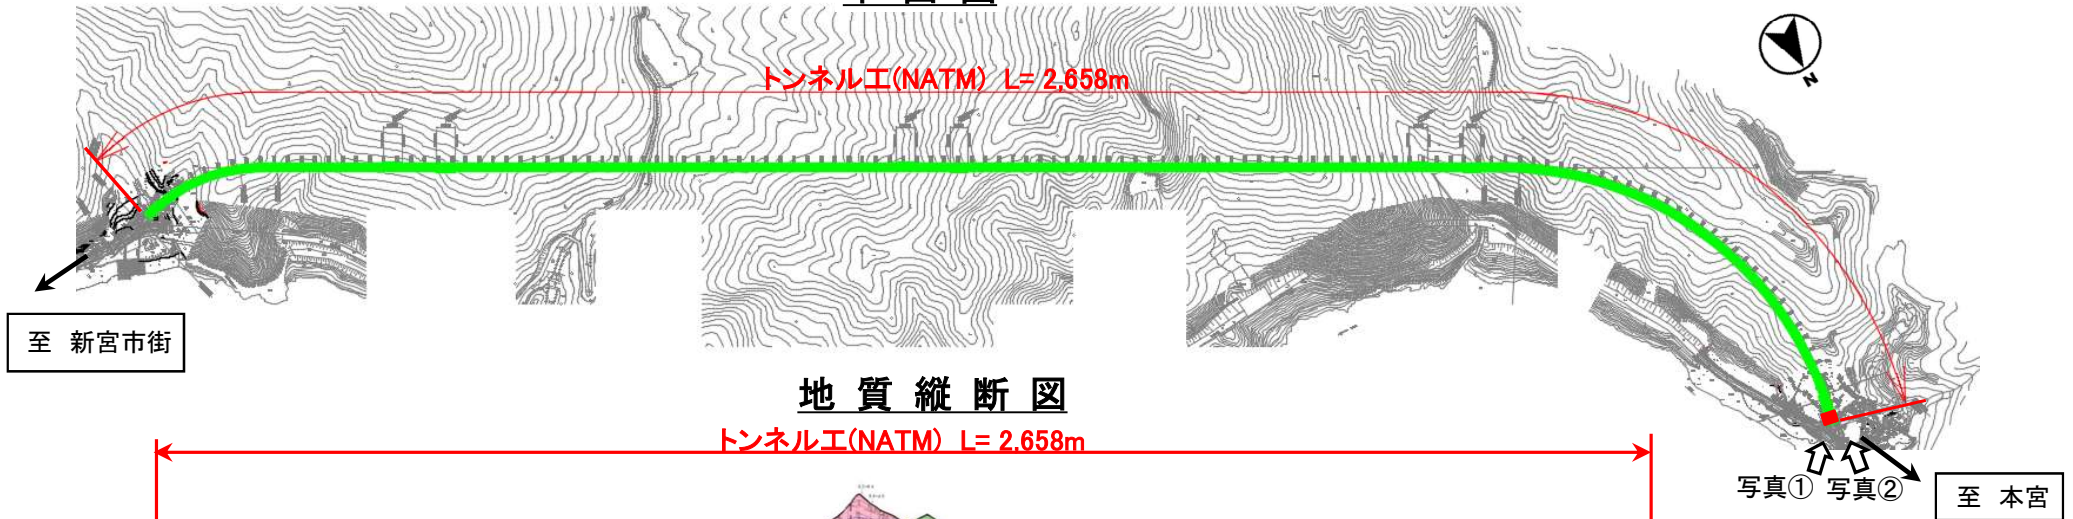 トンネル工(NATM) L= 2,658m
N
至 新宮市街
地 質 縦 断 図
トンネル工(NATM) L= 2,658m
写真① 写真②
至 本宮